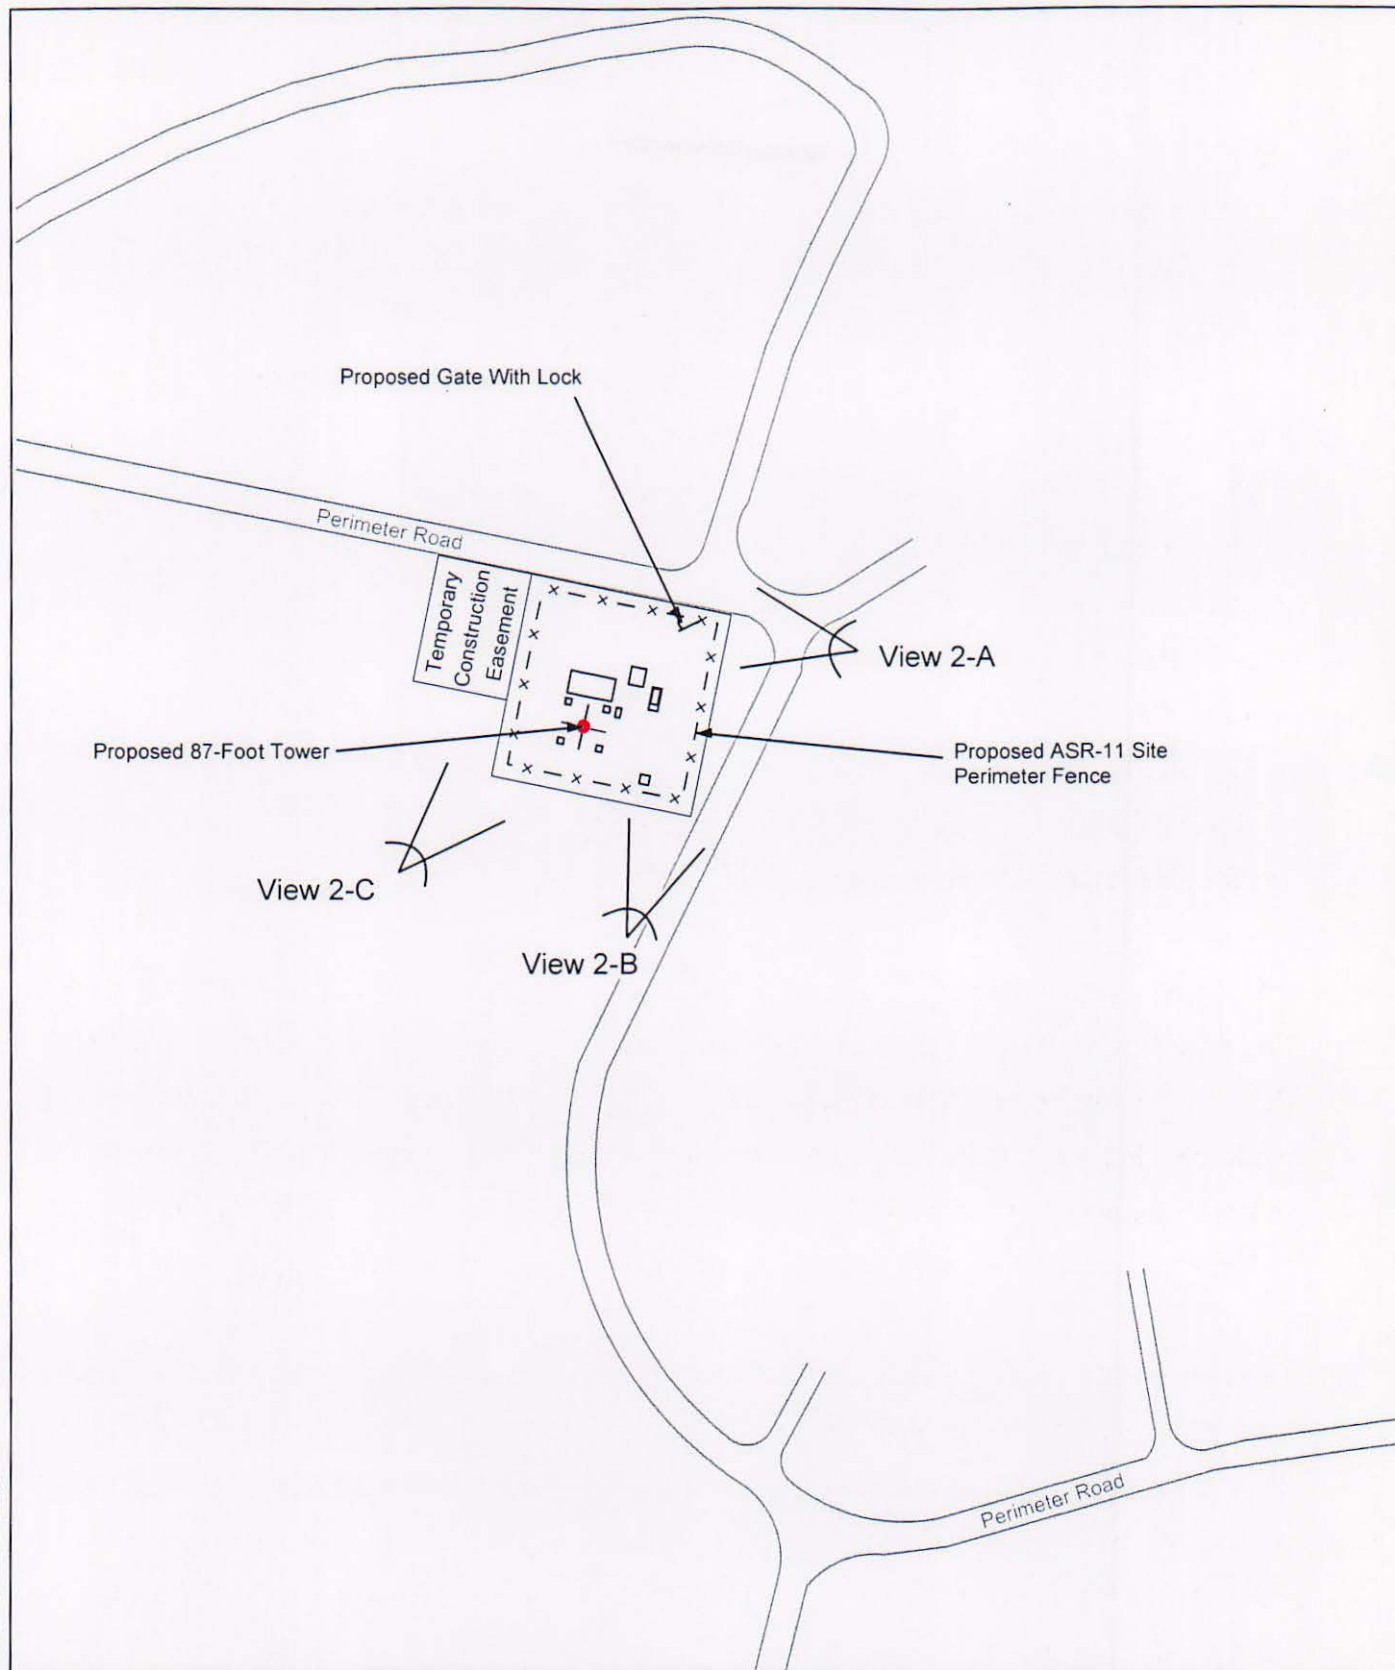 Proposed Gate With Lock
Perimeter Road
Temporary
Construction
Easement
View 2-A
Proposed 87-Foot Tower
Proposed ASR-11 Site
Perimeter Fence
View 2-C
View 2-B
Perimeter Road